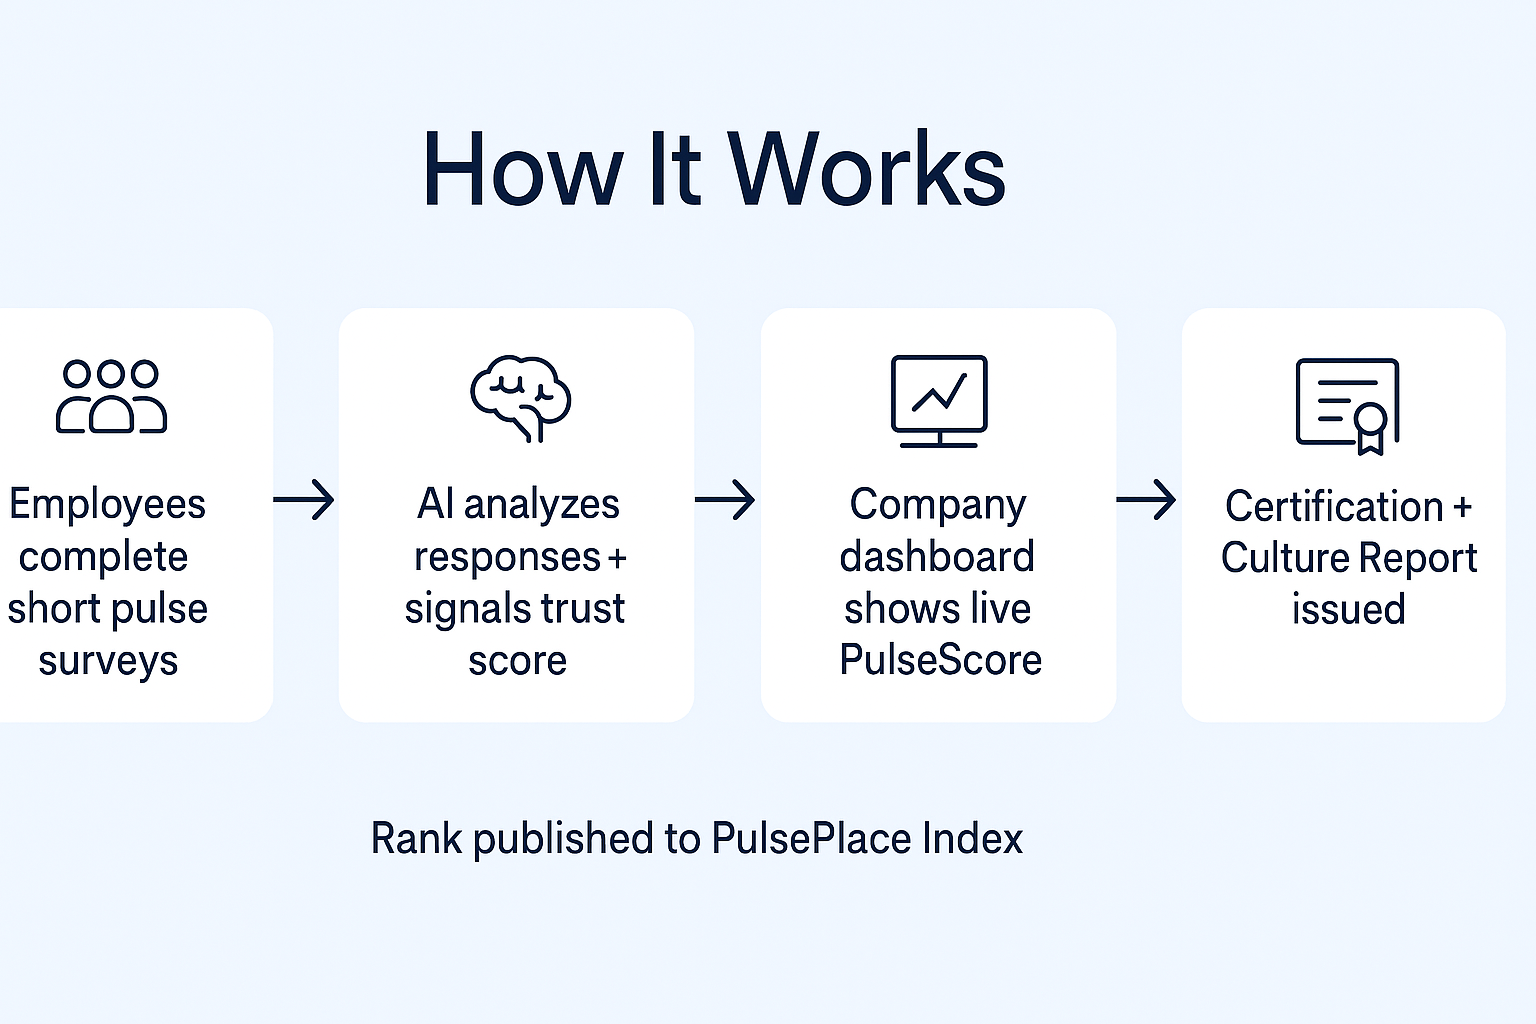 How It Works
Employees
complete
short pulse
surveys
AI analyzes
responses +
signals trust
score
Company
dashboard
shows live
PulseScore
Certification +
Culture Report
issued
Rank published to PulsePlace Index